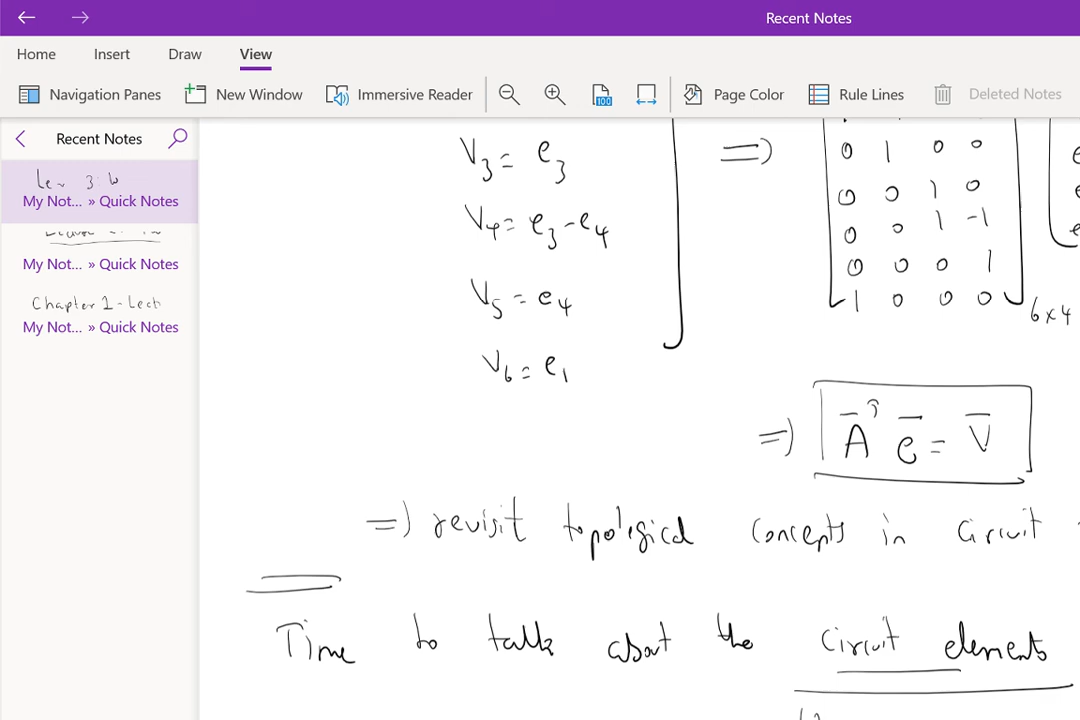 Recent Notes
Home Insert Draw View
Navigation Panes New Window Immersive Reader 100 Page Color Rule Lines Deleted Notes
Recent Notes
3:b
My Not... » Quick Notes
My Not... » Quick Notes
Chapter 1 - Lect
My Not... » Quick Notes
V₃ = e₃ ⇒
V₄ = e₃ - e₄
V₅ = e₄
V₆ = e₁
0 1 0 0
0 0 1 0
0 0 1 -1
0 0 0 1
1 0 0 0
6x4
⇒ Āᵀ ē = V̄
⇒ revisit topological concepts in Circuit
Time to talk about the circuit elements